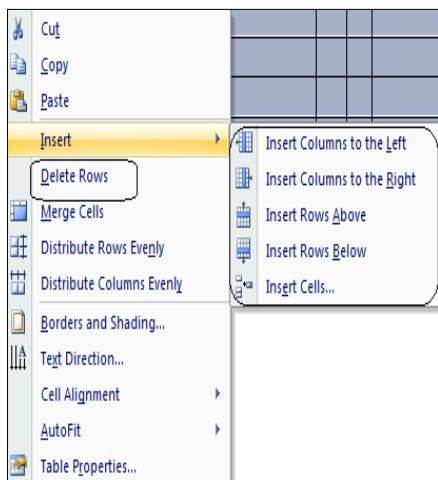 Cut
Copy
Paste
Insert
Delete Rows
Merge Cells
Distribute Rows Evenly
Distribute Columns Evenly
Borders and Shading...
Text Direction...
Cell Alignment
AutoFit
Table Properties...
Insert Columns to the Left
Insert Columns to the Right
Insert Rows Above
Insert Rows Below
Insert Cells...